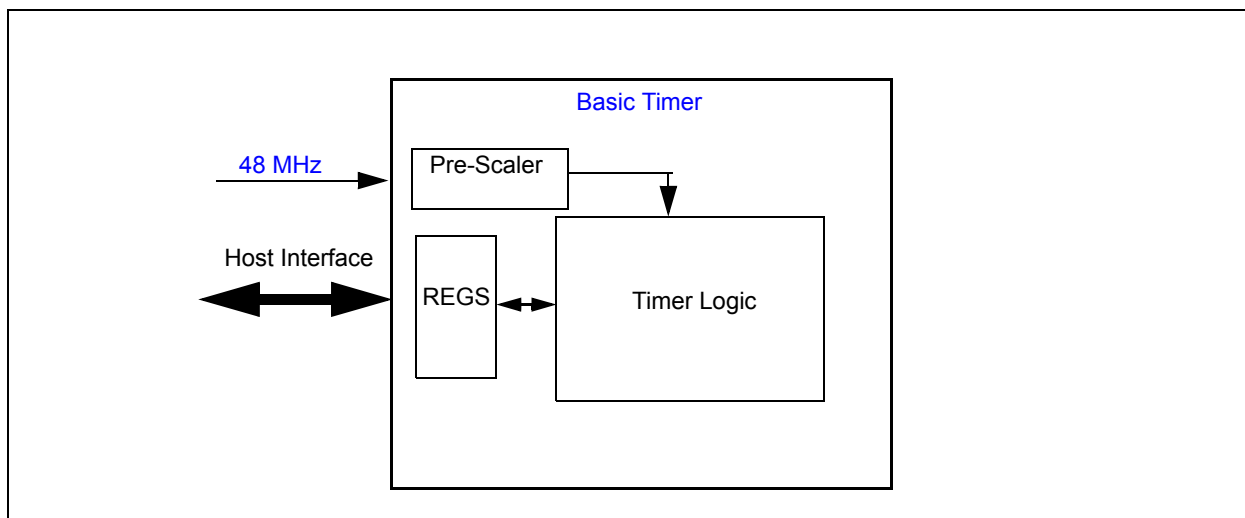 Basic Timer
48 MHz
Pre-Scaler
Host Interface
REGS
Timer Logic